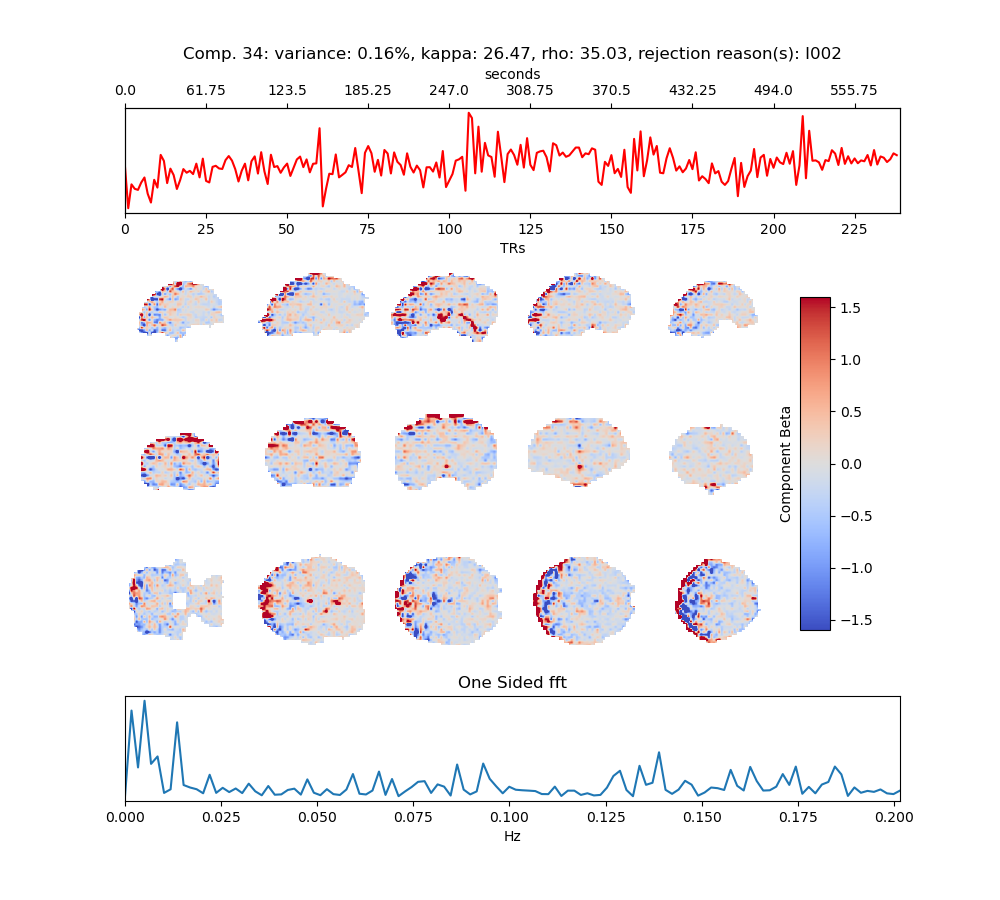 Comp. 34: variance: 0.16%, kappa: 26.47, rho: 35.03, rejection reason(s): I002
seconds
0.0 61.75 123.5 185.25 247.0 308.75 370.5 432.25 494.0 555.75
0 25 50 75 100 125 150 175 200 225
TRs
1.5
1.0
0.5
0.0
−0.5
−1.0
−1.5
Component Beta
One Sided fft
0.000 0.025 0.050 0.075 0.100 0.125 0.150 0.175 0.200
Hz